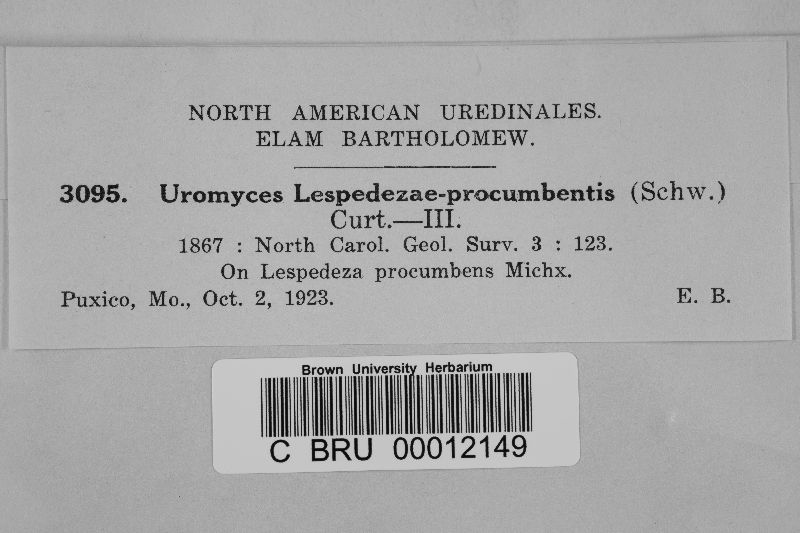 NORTH AMERICAN UREDINALES.
ELAM BARTHOLOMEW.
3095. Uromyces Lespedezae-procumbentis (Schw.)
Curt.—III.
1867 : North Carol. Geol. Surv. 3 : 123.
On Lespedeza procumbens Michx.
Puxico, Mo., Oct. 2, 1923. E. B.
Brown University Herbarium
C BRU 00012149